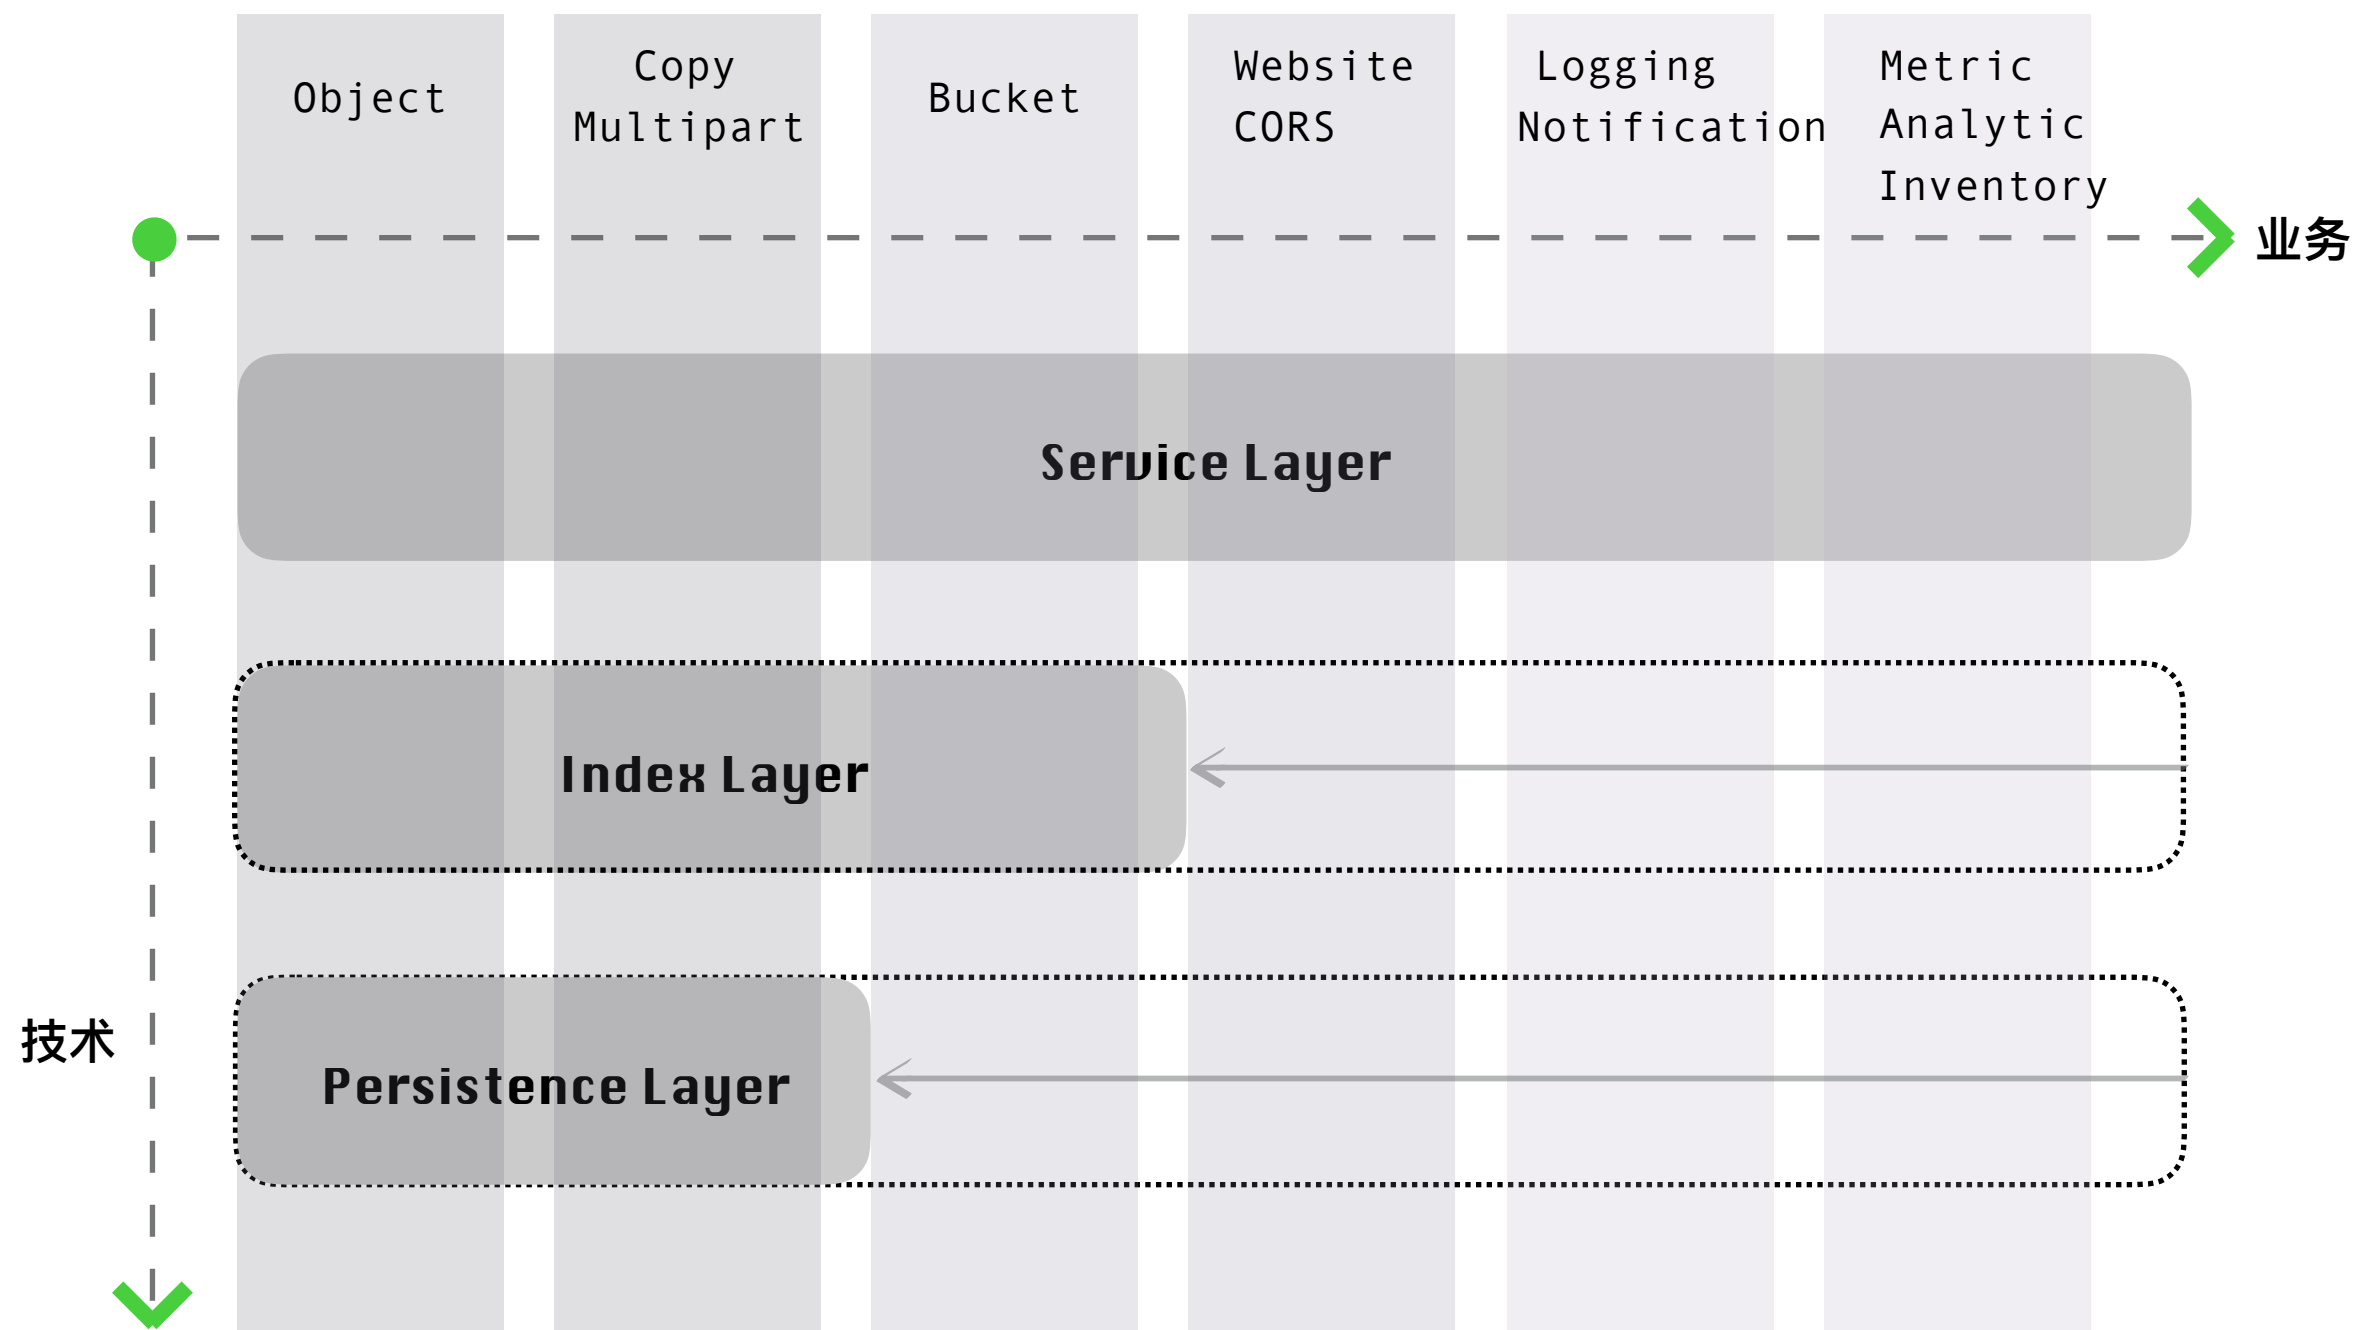 Object
Copy
Multipart
Bucket
Website
CORS
Logging
Notification
Metric
Analytic
Inventory
业务
Service Layer
Index Layer
技术
Persistence Layer